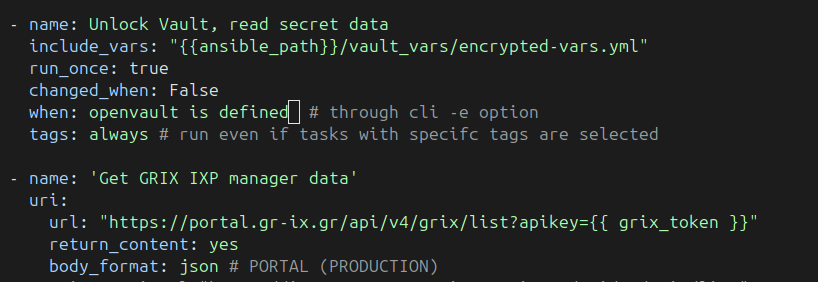 - name: Unlock Vault, read secret data
  include_vars: "{{ansible_path}}/vault_vars/encrypted-vars.yml"
  run_once: true
  changed_when: False
  when: openvault is defined # through cli -e option
  tags: always # run even if tasks with specifc tags are selected
- name: 'Get GRIX IXP manager data'
  uri:
    url: "https://portal.gr-ix.gr/api/v4/grix/list?apikey={{ grix_token }}"
    return_content: yes
    body_format: json # PORTAL (PRODUCTION)